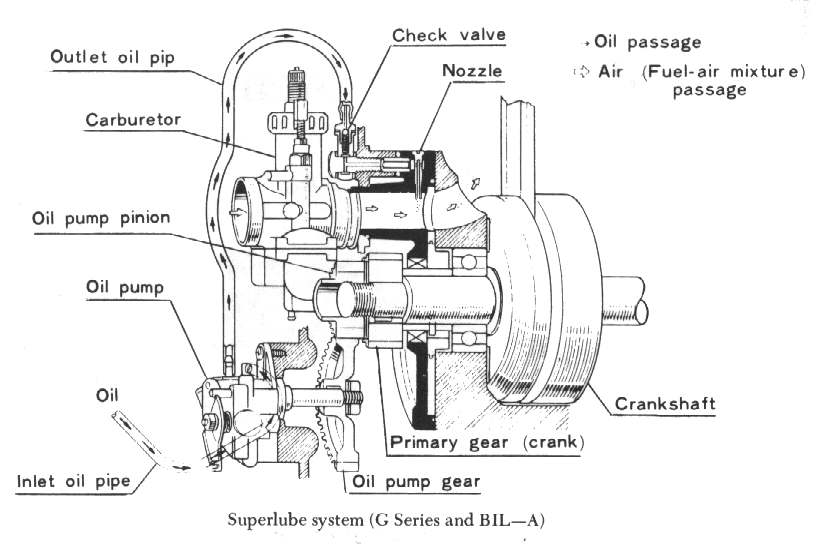 Outlet oil pip
Check valve
Oil passage
Nozzle
Air (Fuel-air mixture)
passage
Carburetor
Oil pump pinion
Oil pump
Oil
Crankshaft
Primary gear (crank)
Inlet oil pipe
Oil pump gear
Superlube system (G Series and BIL—A)